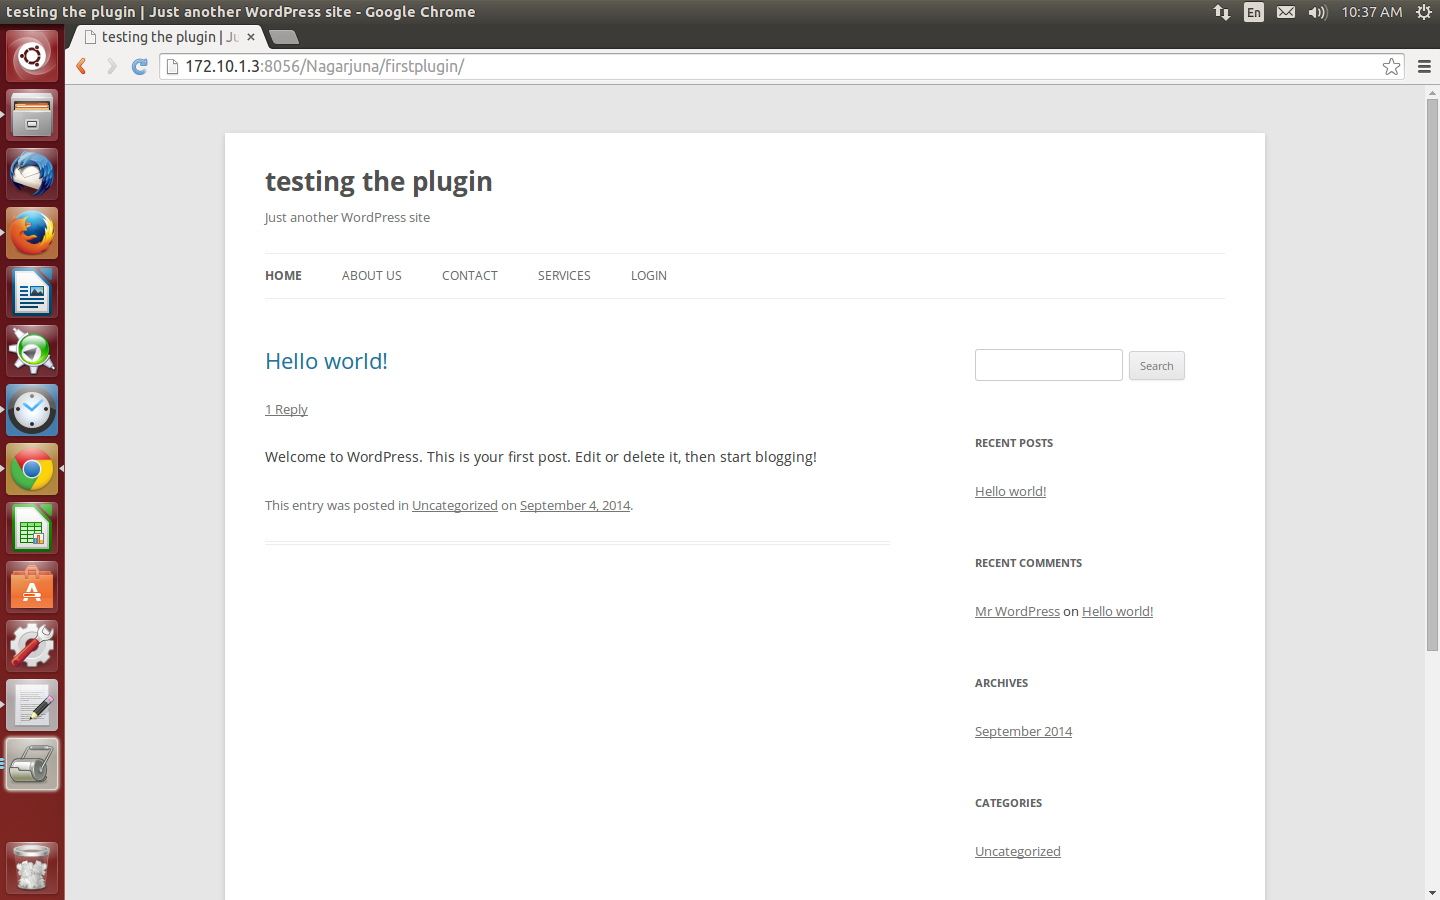 testing the plugin | Just another WordPress site - Google Chrome
En
10:37 AM
testing the plugin | Ju
172.10.1.3:8056/Nagarjuna/firstplugin/
testing the plugin
Just another WordPress site
HOME ABOUT US CONTACT SERVICES LOGIN
Hello world!
1 Reply
Welcome to WordPress. This is your first post. Edit or delete it, then start blogging!
This entry was posted in Uncategorized on September 4, 2014.
Search
RECENT POSTS
Hello world!
RECENT COMMENTS
Mr WordPress on Hello world!
ARCHIVES
September 2014
CATEGORIES
Uncategorized